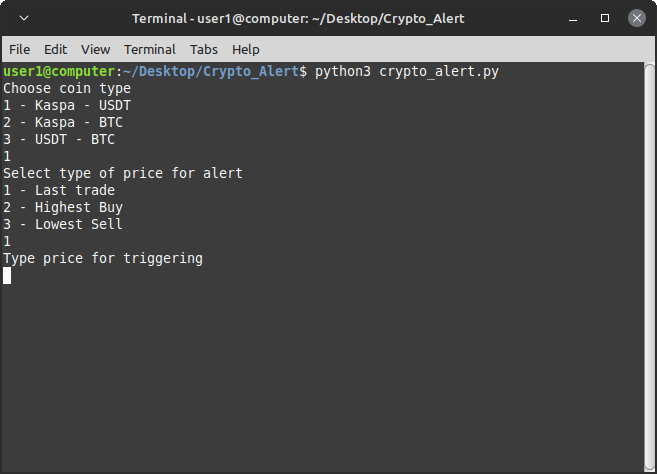 Terminal - user1@computer: ~/Desktop/Crypto_Alert
File Edit View Terminal Tabs Help
user1@computer:~/Desktop/Crypto_Alert$ python3 crypto_alert.py
Choose coin type
1 - Kaspa - USDT
2 - Kaspa - BTC
3 - USDT - BTC
1
Select type of price for alert
1 - Last trade
2 - Highest Buy
3 - Lowest Sell
1
Type price for triggering